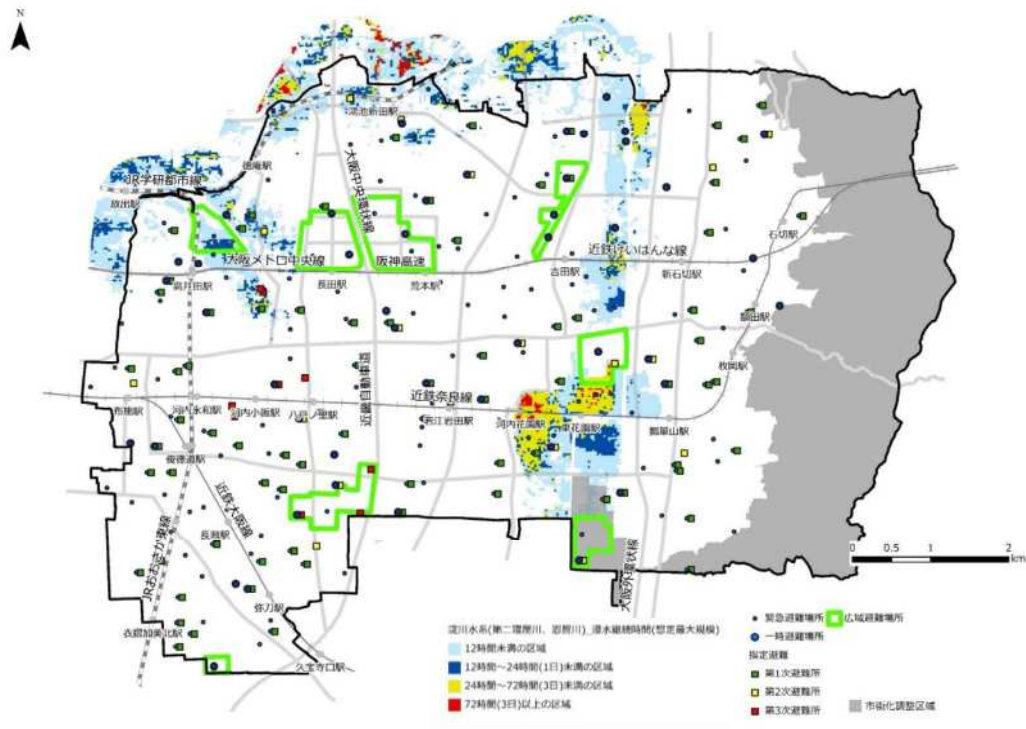 N
鴻池新田駅
徳庵駅
大阪中央環状線
JR学研都市線
放出駅
石切駅
近鉄けいはんな線
大阪メトロ中央線
阪神高速
高井田駅
長田駅
荒本駅
吉田駅
新石切駅
額田駅
枚岡駅
近畿自動車道
近鉄奈良線
布施駅
河内永和駅
河内小阪駅
八戸ノ里駅
若江岩田駅
河内花園駅
東花園駅
瓢箪山駅
俊徳道駅
近鉄大阪線
長瀬駅
JRおおさか東線
大阪外環状線
弥刀駅
衣摺加美北駅
久宝寺口駅
0 0.5 1 2
km
淀川水系(第二寝屋川、恩智川)_浸水継続時間(想定最大規模)
12時間未満の区域
12時間~24時間(1日)未満の区域
24時間~72時間(3日)未満の区域
72時間(3日)以上の区域
緊急避難場所
広域避難場所
一時避難場所
指定避難
第1次避難所
第2次避難所
第3次避難所
市街化調整区域